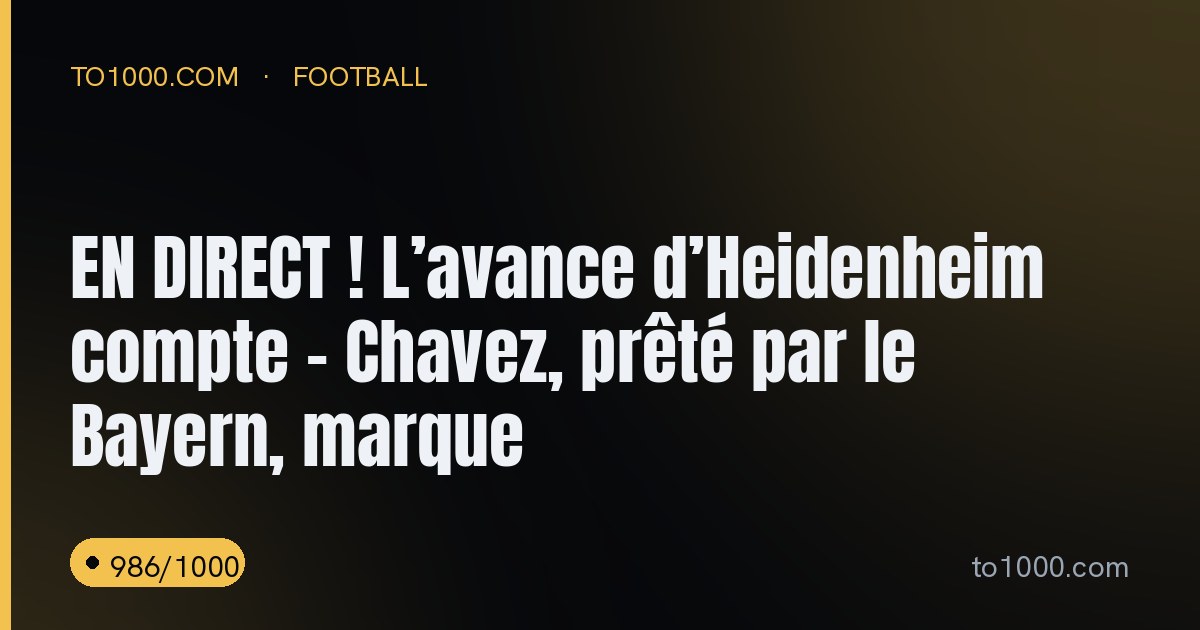 TO1000.COM · FOOTBALL
EN DIRECT ! L’avance d’Heidenheim
compte - Chavez, prêté par le
Bayern, marque
986/1000
to1000.com